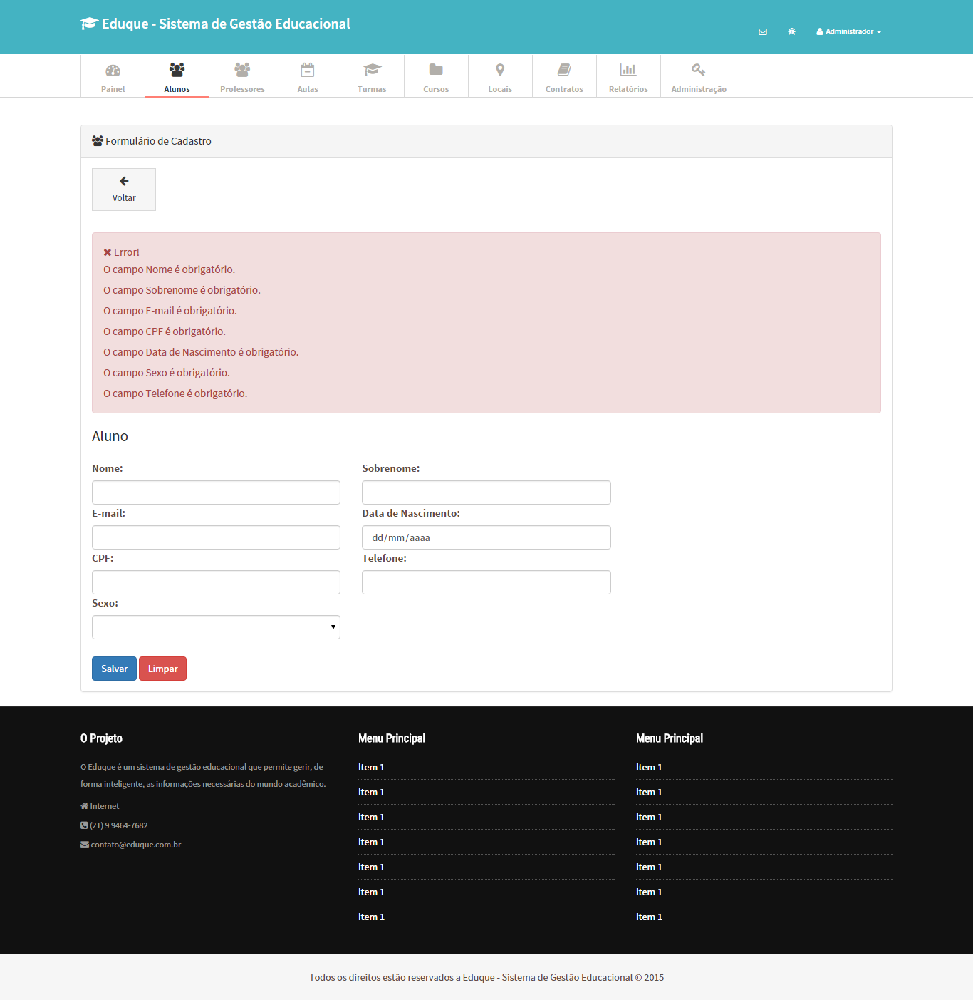 Eduque - Sistema de Gestão Educacional
Administrador
Painel
Alunos
Professores
Aulas
Turmas
Cursos
Locais
Contratos
Relatórios
Administração
Formulário de Cadastro
Voltar
Error!
O campo Nome é obrigatório.
O campo Sobrenome é obrigatório.
O campo E-mail é obrigatório.
O campo CPF é obrigatório.
O campo Data de Nascimento é obrigatório.
O campo Sexo é obrigatório.
O campo Telefone é obrigatório.
Aluno
Nome:
Sobrenome:
E-mail:
Data de Nascimento:
dd/mm/aaaa
CPF:
Telefone:
Sexo:
Salvar
Limpar
O Projeto
O Eduque é um sistema de gestão educacional que permite gerir, de
forma inteligente, as informações necessárias do mundo acadêmico.
Internet
(21) 9 9464-7682
contato@eduque.com.br
Menu Principal
Item 1
Item 1
Item 1
Item 1
Item 1
Item 1
Item 1
Menu Principal
Item 1
Item 1
Item 1
Item 1
Item 1
Item 1
Item 1
Todos os direitos estão reservados a Eduque - Sistema de Gestão Educacional © 2015